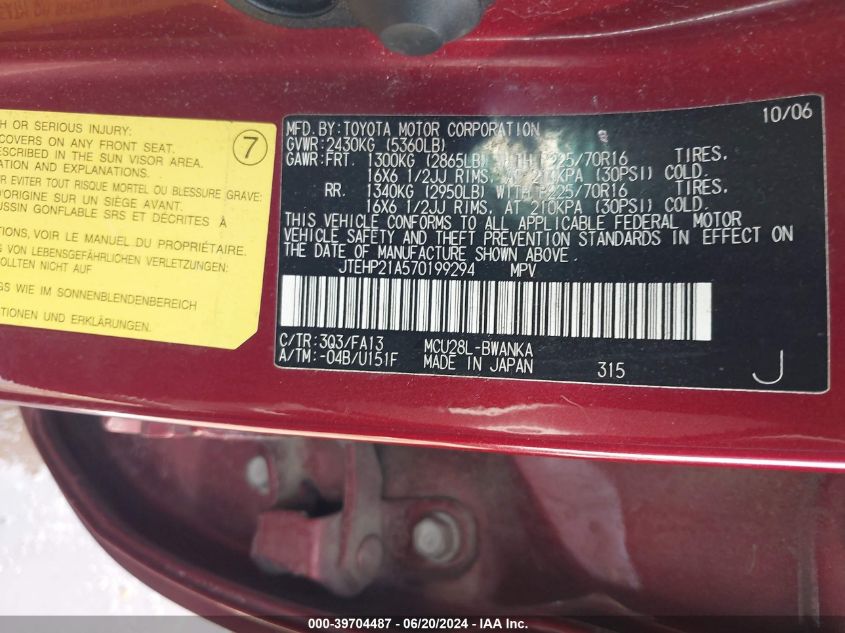 H OR SERIOUS INJURY:
COVERS ON ANY FRONT SEAT.
ESCRIBED IN THE SUN VISOR AREA.
ATION AND EXPLANATIONS.
R EVITER TOUT RISQUE MORTEL OU BLESSURE GRAVE:
D'ORIGINE SUR UN SIÈGE AVANT.
USSIN GONFLABLE SRS ET DÉCRITES À
TIONS, VOIR LE MANUEL DU PROPRIÉTAIRE.
NG VON LEBENSGEFÄHRLICHEN VERLETZUNGEN:
OLLTEN NICHT AUF
GS WIE IM SONNENBLENDENBEREICH
TIONEN UND ERKLÄRUNGEN.
7
10/06
MFD. BY: TOYOTA MOTOR CORPORATION
GVWR: 2430KG (5360LB)
GAWR: FRT. 1300KG (2865LB) WITH P225/70R16 TIRES.
16X6 1/2JJ RIMS, AT 210KPA (30PSI) COLD.
RR. 1340KG (2950LB) WITH P225/70R16 TIRES.
16X6 1/2JJ RIMS, AT 210KPA (30PSI) COLD.
THIS VEHICLE CONFORMS TO ALL APPLICABLE FEDERAL MOTOR
VEHICLE SAFETY AND THEFT PREVENTION STANDARDS IN EFFECT ON
THE DATE OF MANUFACTURE SHOWN ABOVE.
JTEHP21A570199294 MPV
C/TR: 3Q3/FA13 MCU28L-BWANKA
A/TM: -04B/U151F MADE IN JAPAN 315 J
000-39704487 - 06/20/2024 - IAA Inc.